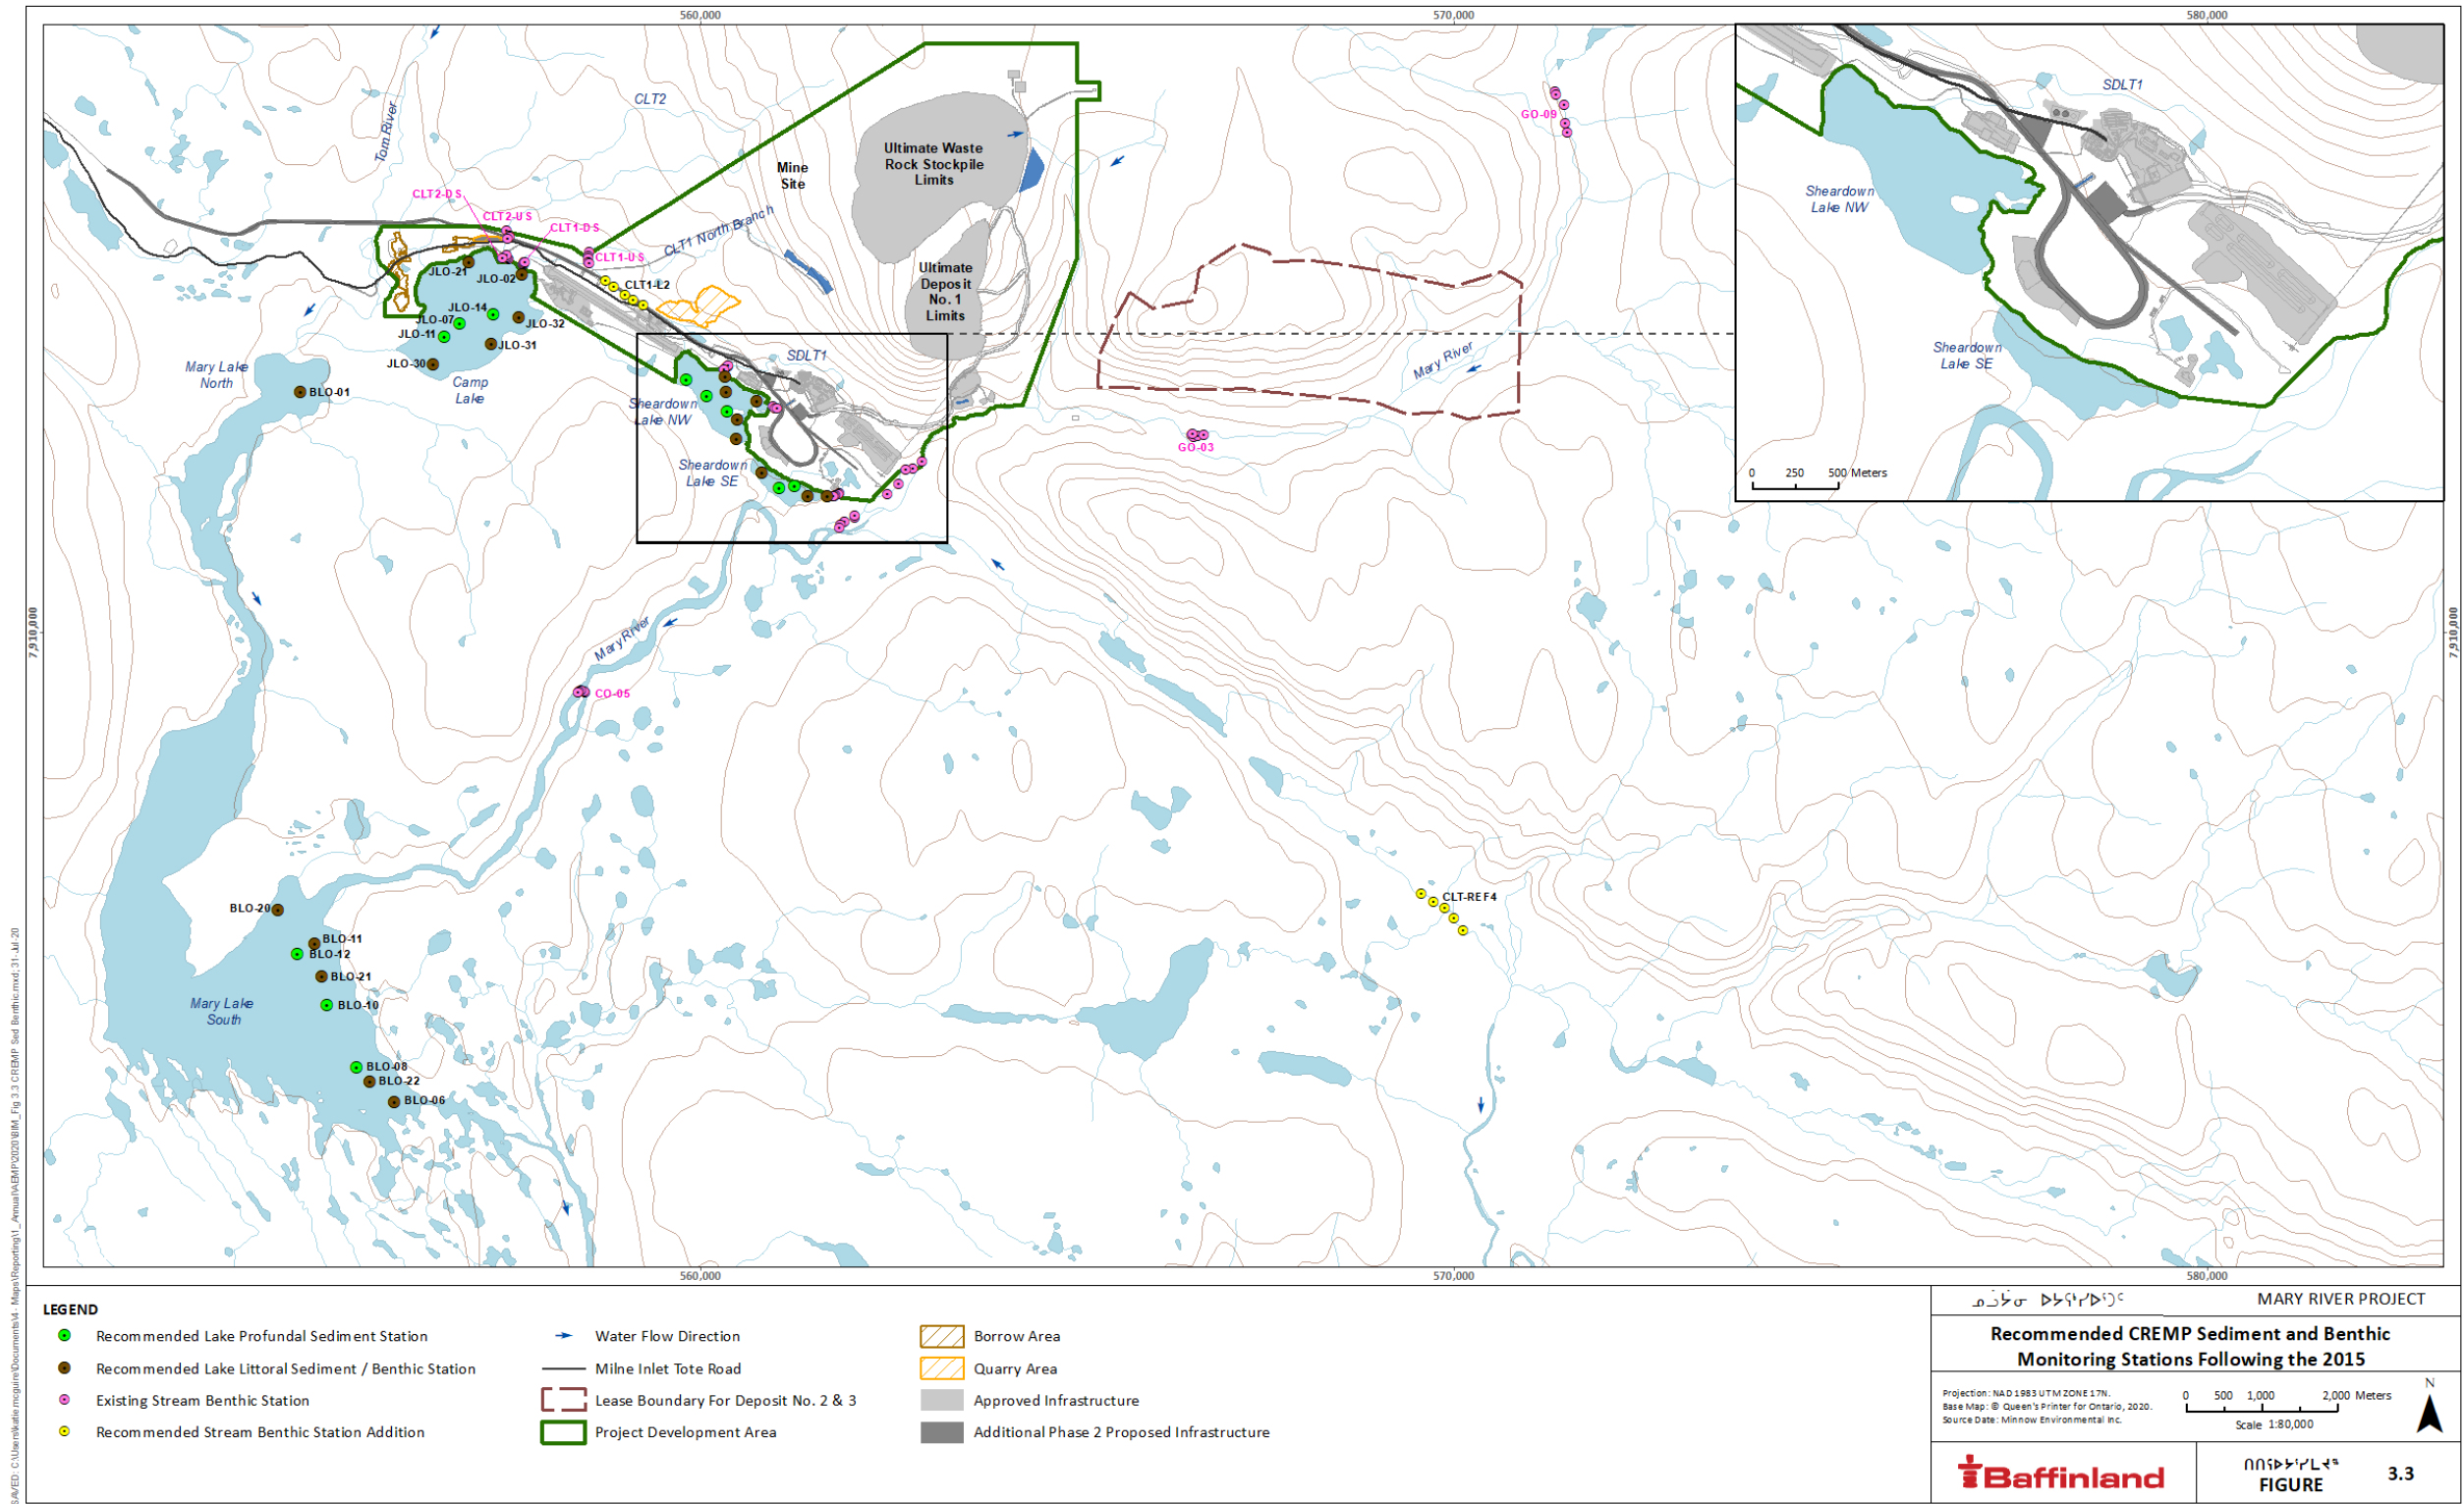 560,000
570,000
580,000
Tom River
CLT2
GO-09
SDLT1
Ultimate Waste
Rock Stockpile
Limits
Mine
Site
CLT2-DS
CLT2-US
CLT1-DS
CLT1 North Branch
CLT1-US
Sheardown
Lake NW
JLO-21
JLO-02
CLT1-L2
Ultimate
Deposit
No. 1
Limits
JLO-14
JLO-07
JLO-32
JLO-11
JLO-31
JLO-30
Mary Lake
North
BLO-01
Camp
Lake
SDLT1
Mary River
Sheardown
Lake SE
Sheardown
Lake NW
GO-03
Sheardown
Lake SE
0 250 500 Meters
7,910,000
7,910,000
Mary River
CO-05
BLO-20
CLT-REF4
BLO-11
BLO-12
BLO-21
Mary Lake
South
BLO-10
BLO-08
BLO-22
BLO-06
560,000
570,000
580,000
LEGEND
Recommended Lake Profundal Sediment Station
Recommended Lake Littoral Sediment / Benthic Station
Existing Stream Benthic Station
Recommended Stream Benthic Station Addition
Water Flow Direction
Milne Inlet Tote Road
Lease Boundary For Deposit No. 2 & 3
Project Development Area
Borrow Area
Quarry Area
Approved Infrastructure
Additional Phase 2 Proposed Infrastructure
MARY RIVER PROJECT
Recommended CREMP Sediment and Benthic
Monitoring Stations Following the 2015
Projection: NAD 1983 UTM ZONE 17N.
Base Map: © Queen's Printer for Ontario, 2020.
Source Date: Minnow Environmental Inc.
0 500 1,000 2,000 Meters
Scale 1:80,000
N
Baffinland
FIGURE
3.3